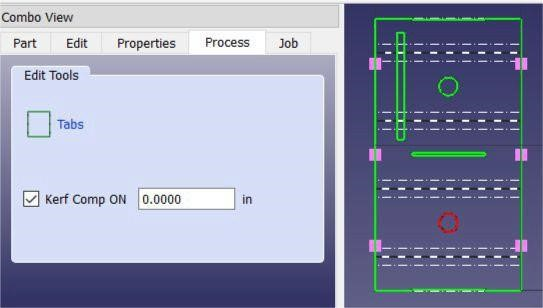 Combo View
Part Edit Properties Process Job
Edit Tools
Tabs
Kerf Comp ON 0.0000 in